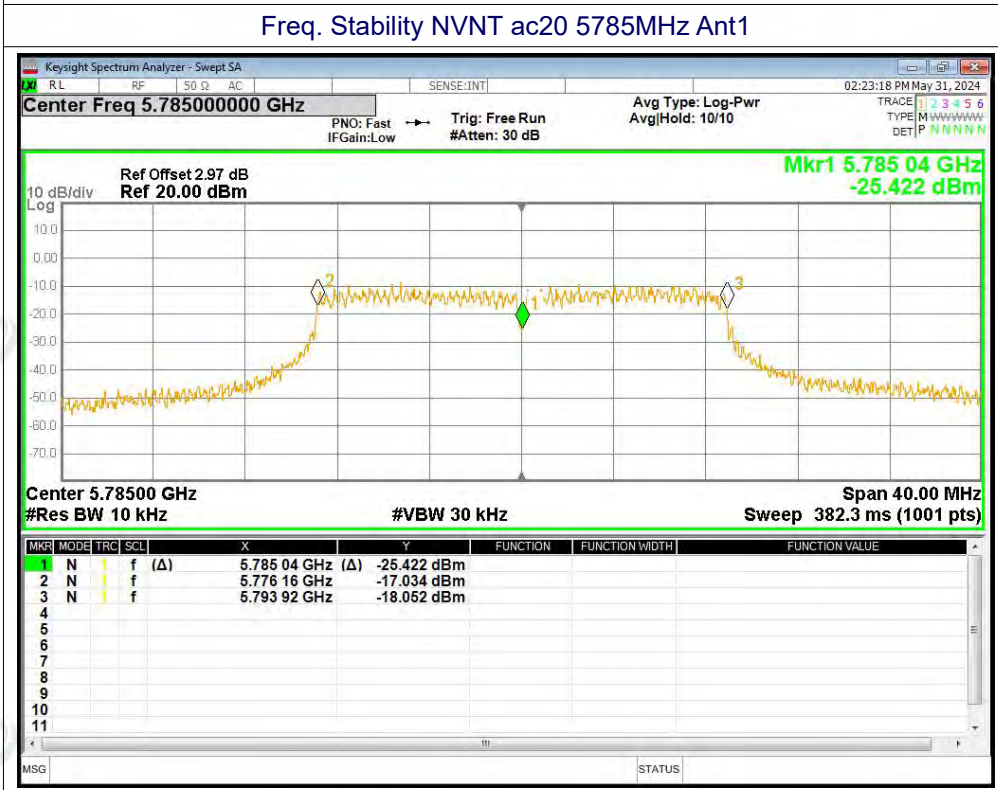 Freq. Stability NVNT ac20 5785MHz Ant1
Keysight Spectrum Analyzer - Swept SA
LXI RL RF 50 Ω AC SENSE:INT 02:23:18 PM May 31, 2024
Center Freq 5.785000000 GHz Avg Type: Log-Pwr TRACE 1 2 3 4 5 6
PNO: Fast Trig: Free Run Avg|Hold: 10/10 TYPE M WWWWW
IFGain:Low #Atten: 30 dB DET P N N N N N
Mkr1 5.785 04 GHz
-25.422 dBm
Ref Offset 2.97 dB
10 dB/div Ref 20.00 dBm
Log
10.0
0.00
-10.0
-20.0
-30.0
-40.0
-50.0
-60.0
-70.0
2
1
3
Center 5.78500 GHz Span 40.00 MHz
#Res BW 10 kHz #VBW 30 kHz Sweep 382.3 ms (1001 pts)
MKR MODE TRC SCL X Y FUNCTION FUNCTION WIDTH FUNCTION VALUE
1 N 1 f (Δ) 5.785 04 GHz (Δ) -25.422 dBm
2 N 1 f 5.776 16 GHz -17.034 dBm
3 N 1 f 5.793 92 GHz -18.052 dBm
4
5
6
7
8
9
10
11
MSG STATUS